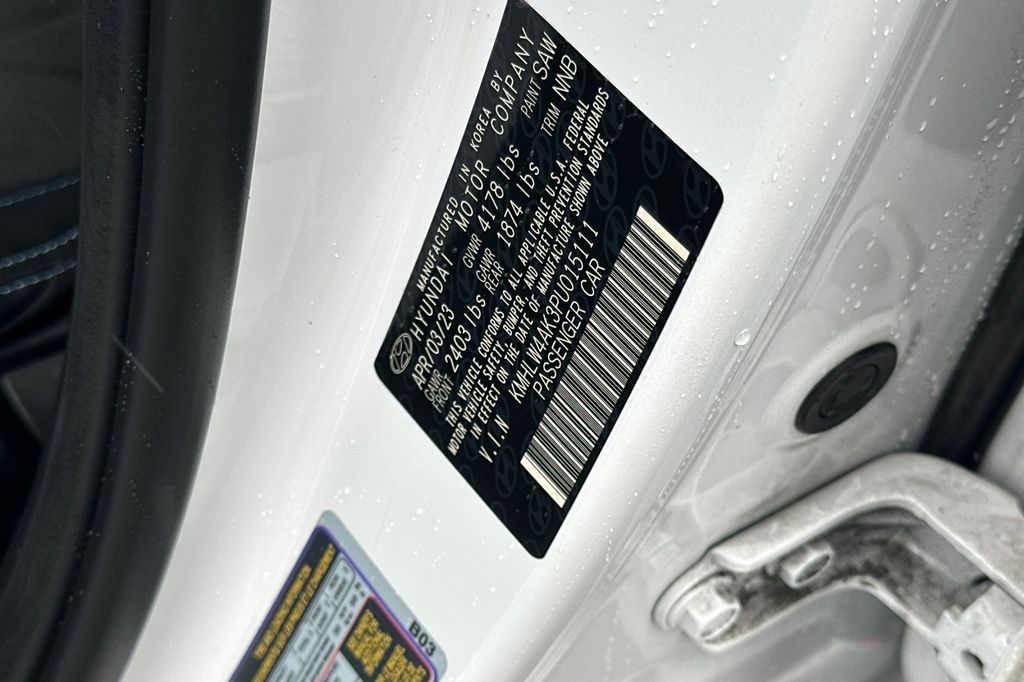 MANUFACTURED IN KOREA BY
HYUNDAI MOTOR COMPANY
APR/03/23 GVWR 4178 lbs PAINT SAW
GAWR FRONT 2403 lbs GAWR REAR 1874 lbs TRIM NNB
THIS VEHICLE CONFORMS TO ALL APPLICABLE U.S.A. FEDERAL
MOTOR VEHICLE SAFETY, BUMPER, AND THEFT PREVENTION STANDARDS
IN EFFECT ON THE DATE OF MANUFACTURE SHOWN ABOVE
V.I.N KMHLW4AK3PU015111
PASSENGER CAR
B03